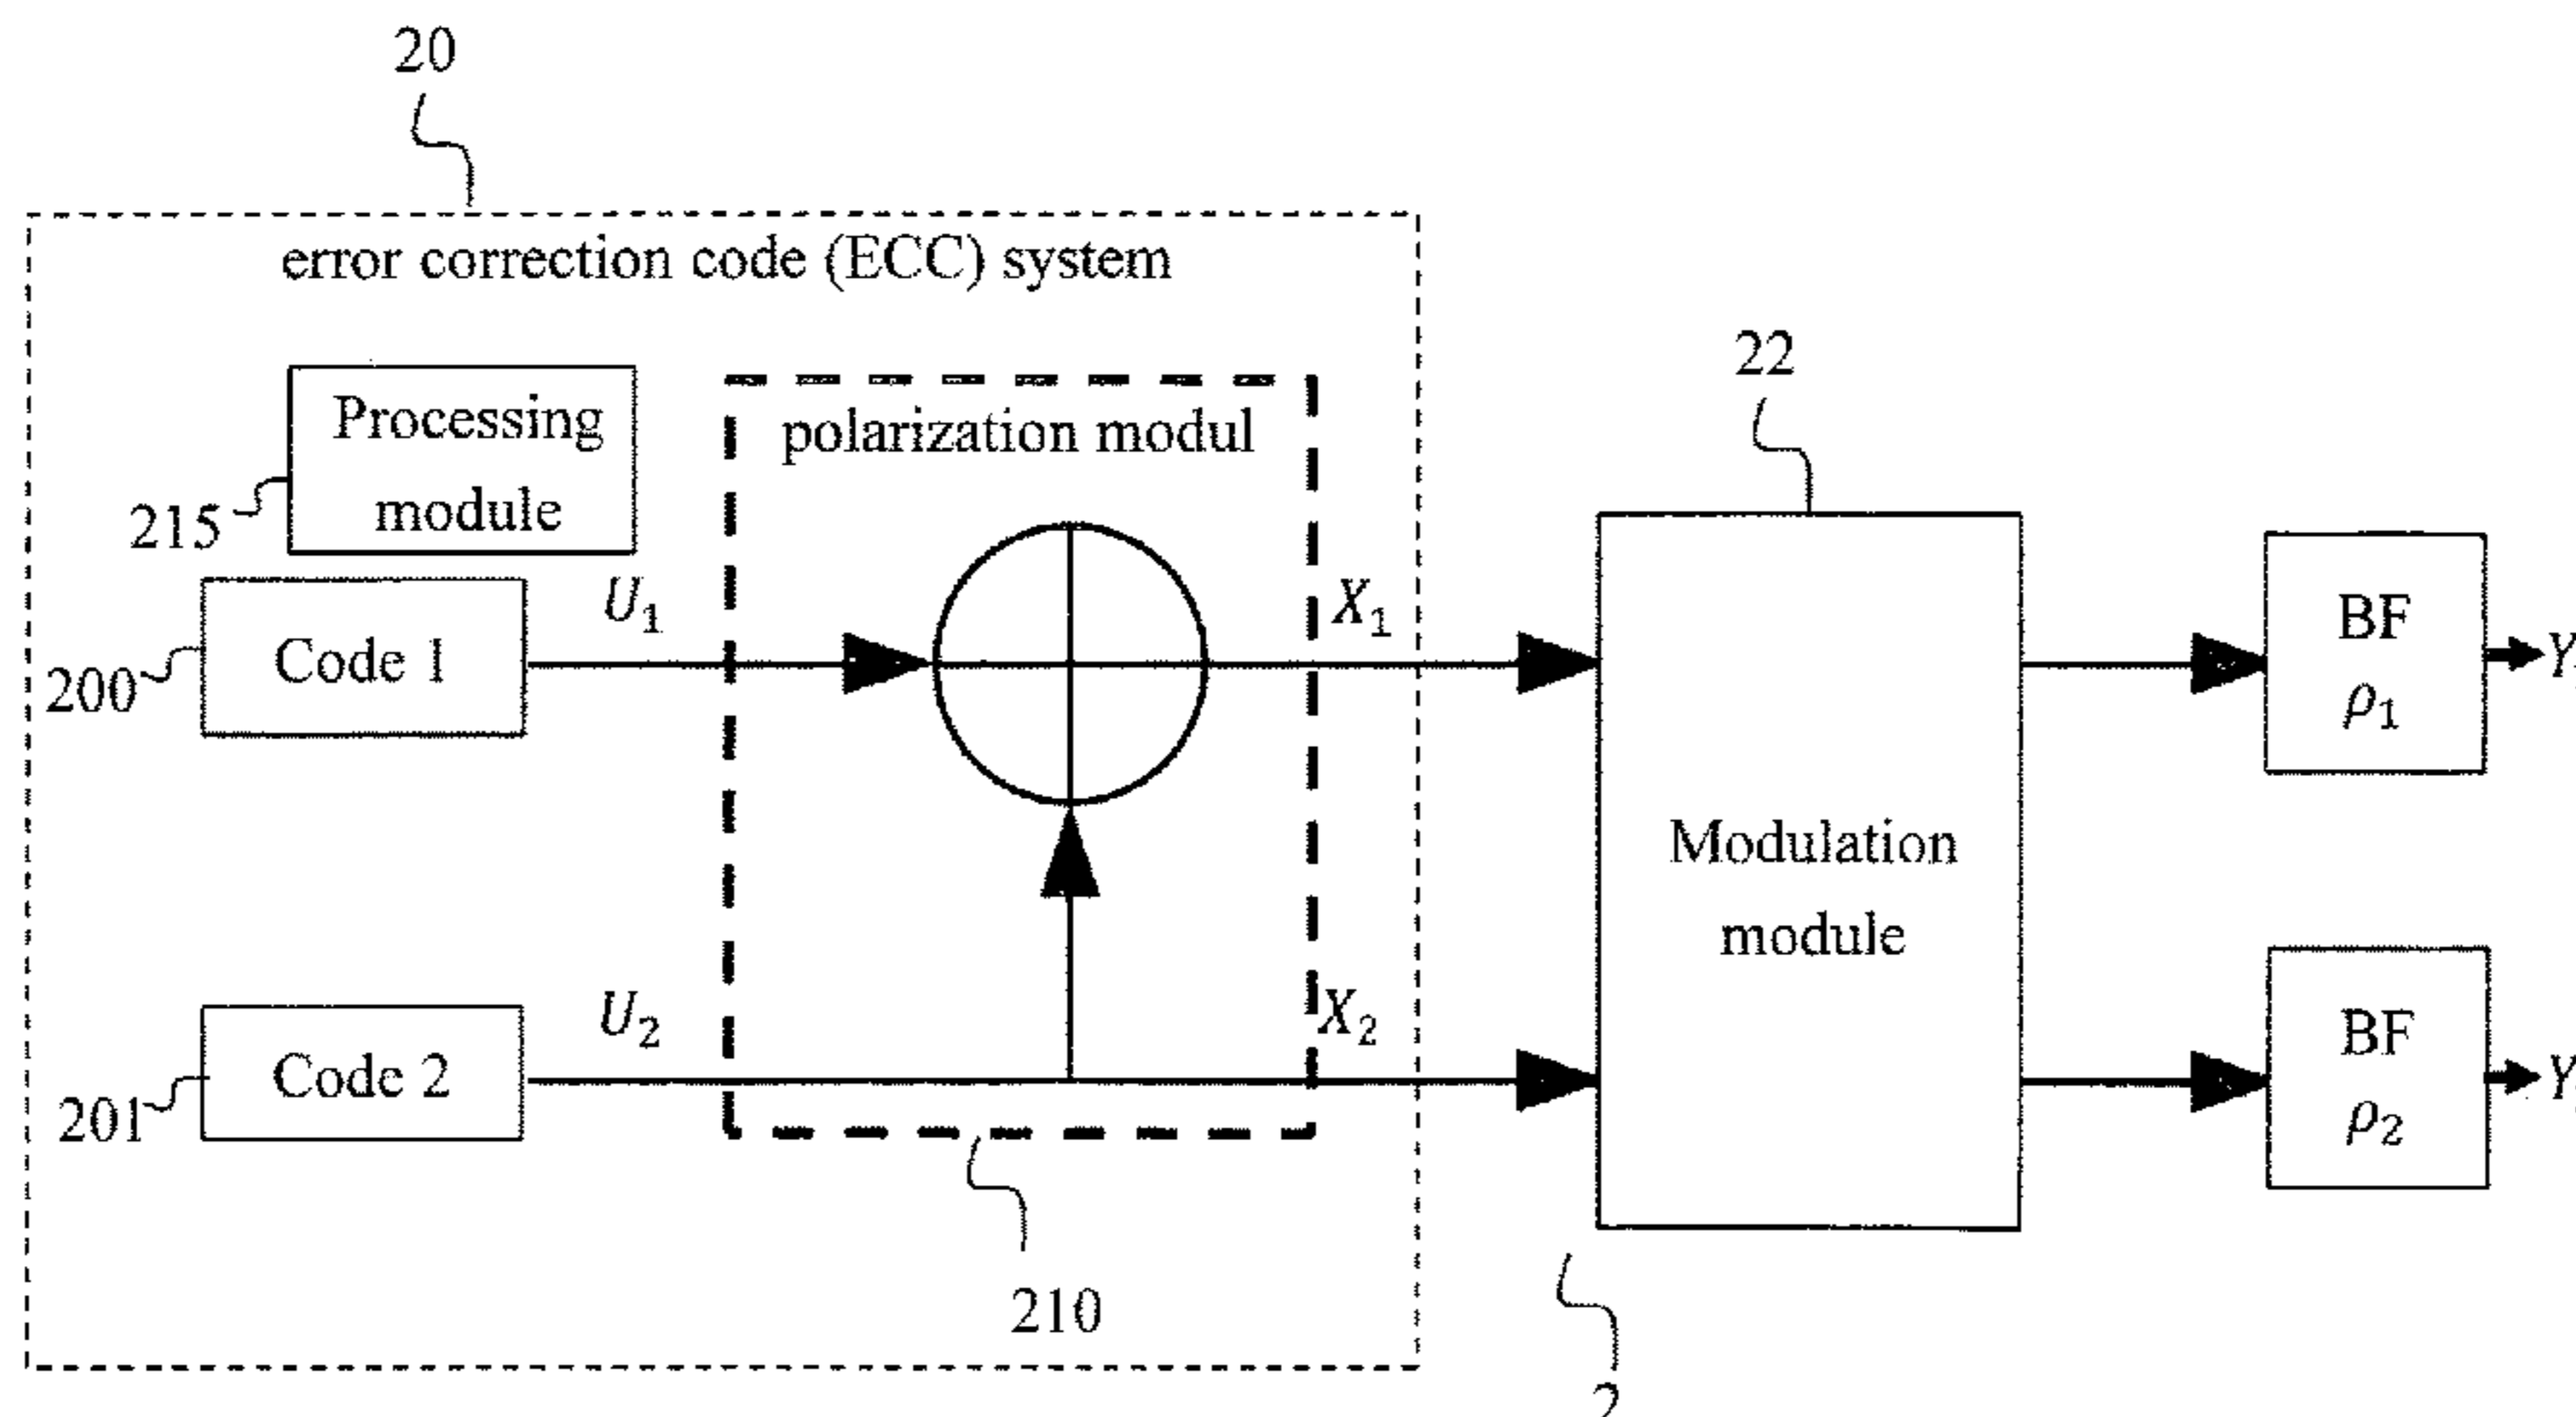 20
error correction code (ECC) system
Processing
module
215
polarization modul
22
U₁
X₁
Code 1
200
BF
ρ₁
Modulation
module
U₂
X₂
Code 2
201
BF
ρ₂
210
2